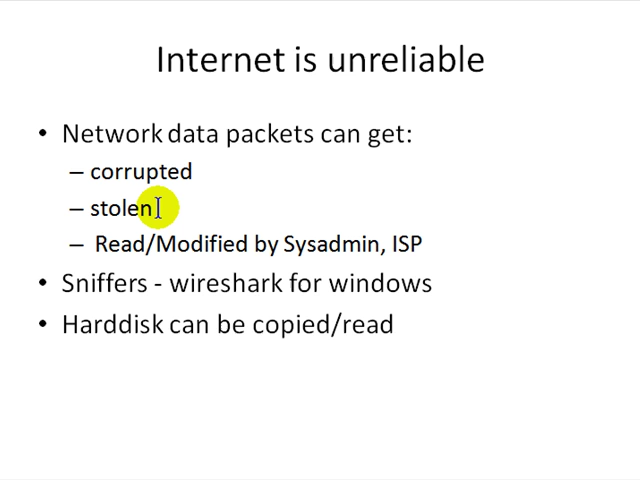 Internet is unreliable
• Network data packets can get:
– corrupted
– stolen
– Read/Modified by Sysadmin, ISP
• Sniffers - wireshark for windows
• Harddisk can be copied/read